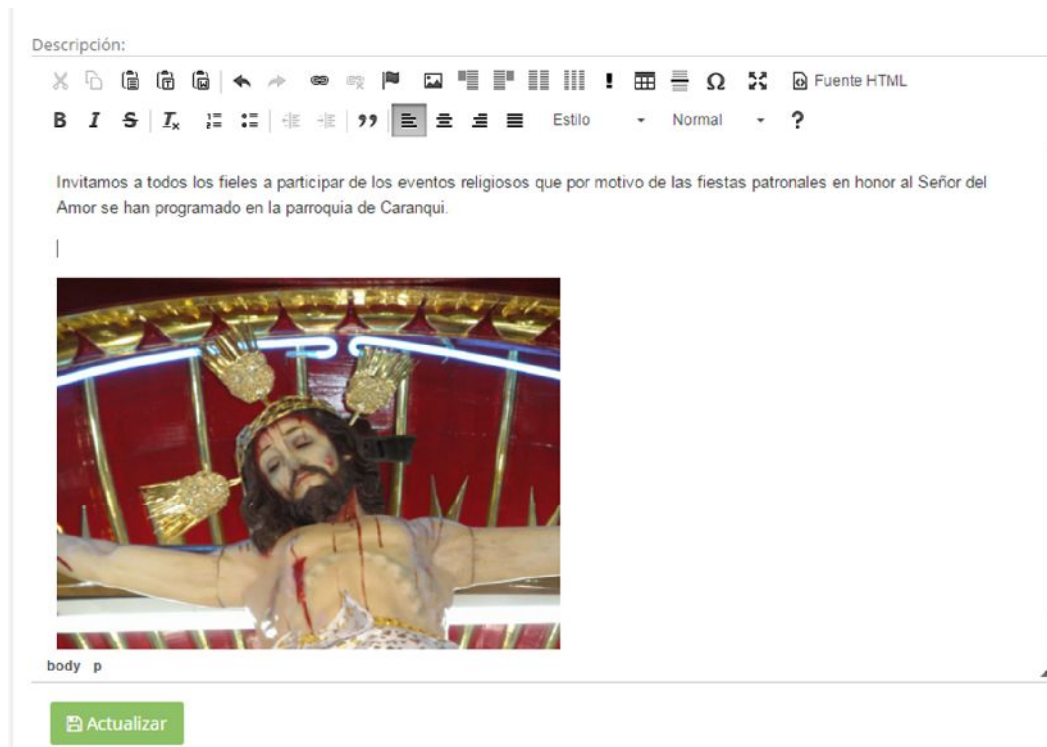 Descripción:
Fuente HTML
B I S Ix Estilo Normal ?
Invitamos a todos los fieles a participar de los eventos religiosos que por motivo de las fiestas patronales en honor al Señor del
Amor se han programado en la parroquia de Caranqui.
body p
Actualizar